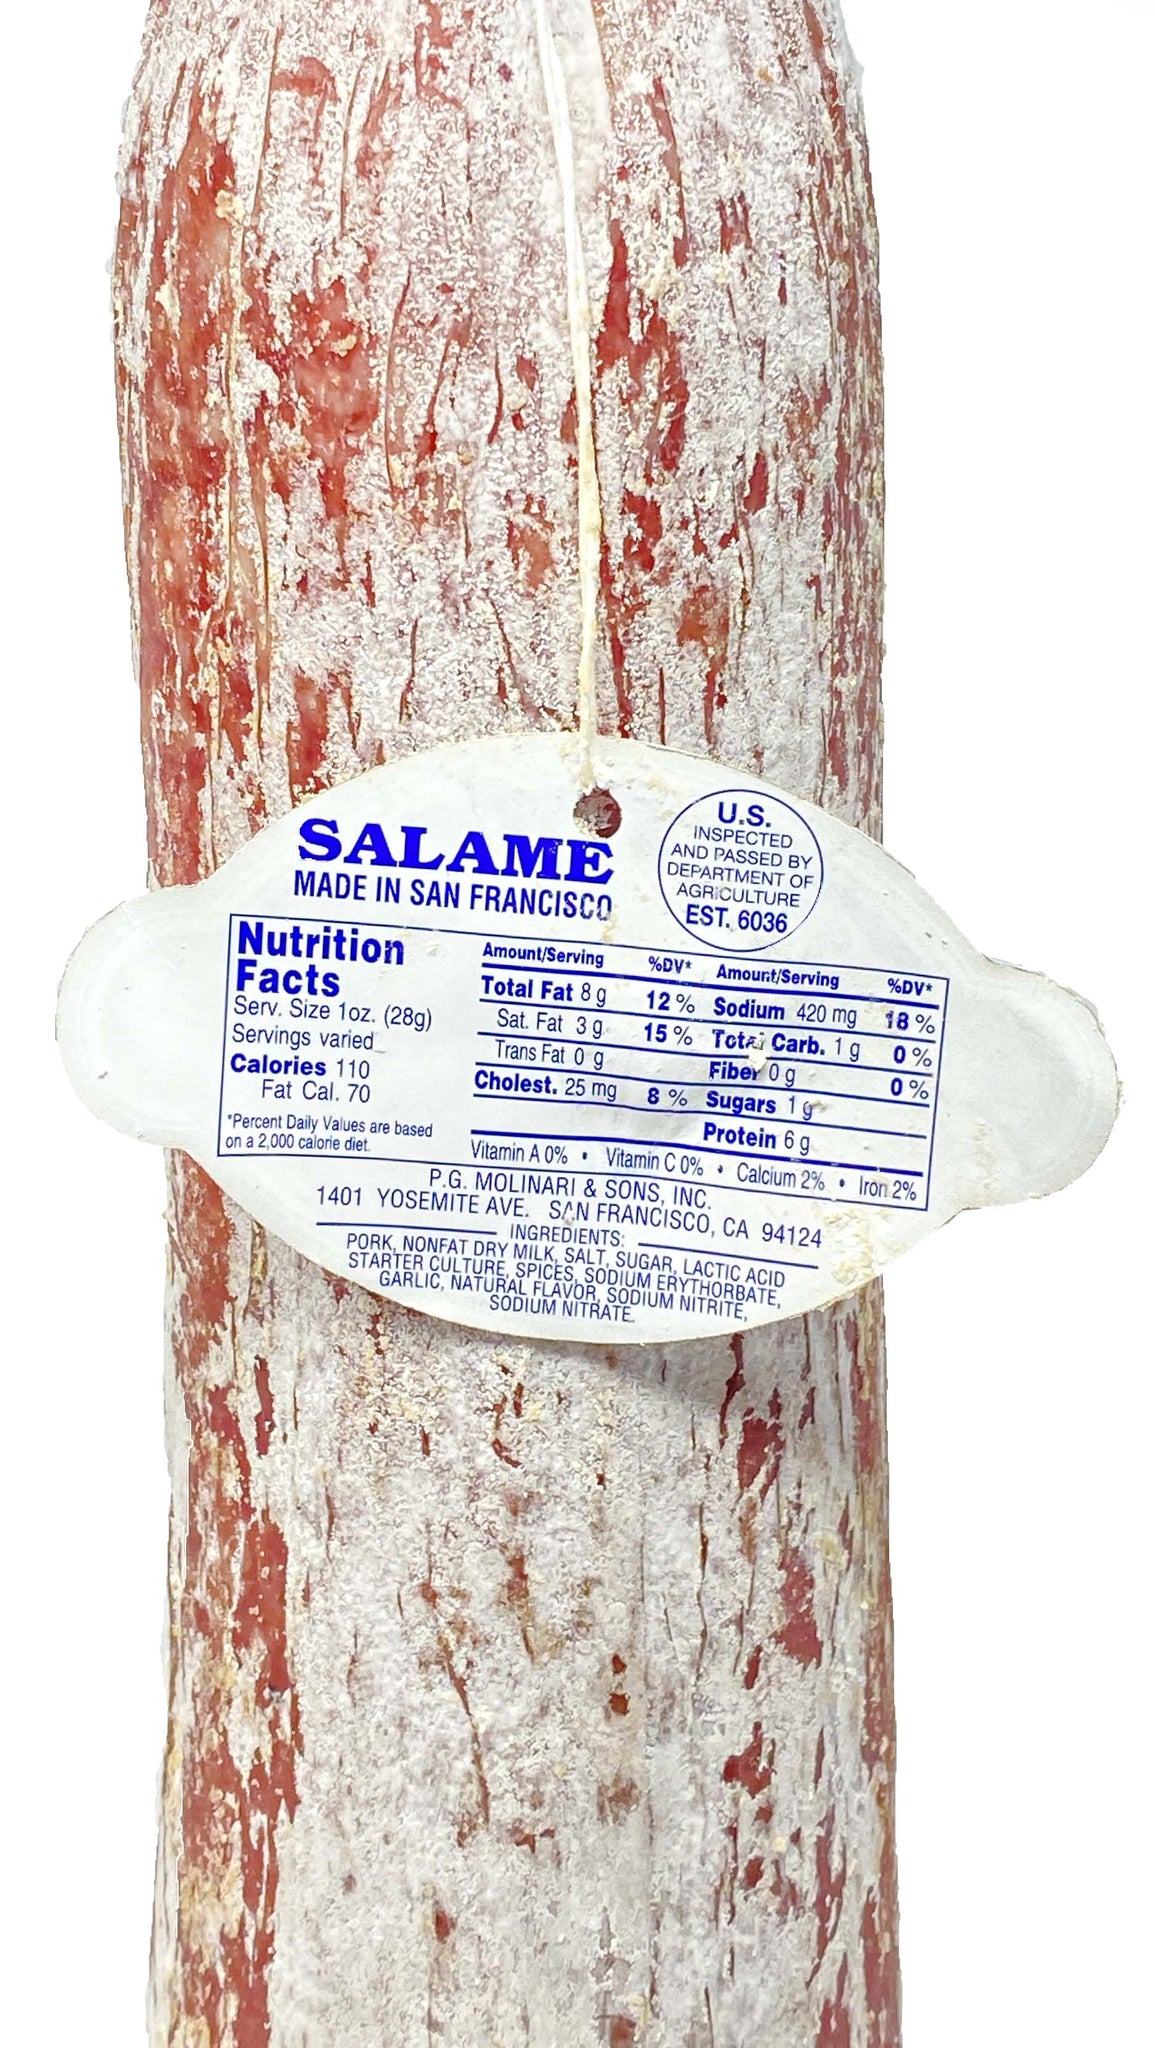 SALAME
MADE IN SAN FRANCISCO
U.S.
INSPECTED
AND PASSED BY
DEPARTMENT OF
AGRICULTURE
EST. 6036
Nutrition
Facts
Serv. Size 1oz. (28g)
Servings varied
Calories 110
Fat Cal. 70
*Percent Daily Values are based
on a 2,000 calorie diet.
Amount/Serving %DV* Amount/Serving %DV*
Total Fat 8 g 12 % Sodium 420 mg 18 %
Sat. Fat 3 g 15 % Total Carb. 1 g 0 %
Trans Fat 0 g Fiber 0 g 0 %
Cholest. 25 mg 8 % Sugars 1 g
Protein 6 g
Vitamin A 0% • Vitamin C 0% • Calcium 2% • Iron 2%
P.G. MOLINARI & SONS, INC.
1401 YOSEMITE AVE. SAN FRANCISCO, CA 94124
INGREDIENTS:
PORK, NONFAT DRY MILK, SALT, SUGAR, LACTIC ACID
STARTER CULTURE, SPICES, SODIUM ERYTHORBATE,
GARLIC, NATURAL FLAVOR, SODIUM NITRITE,
SODIUM NITRATE.